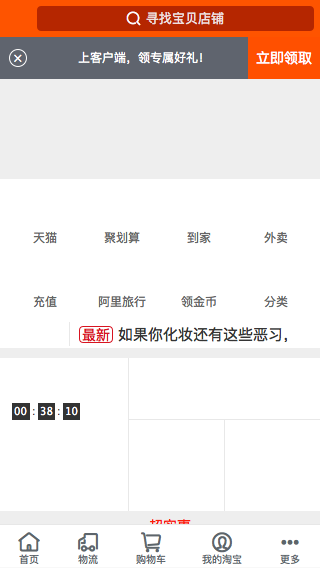 寻找宝贝店铺
上客户端，领专属好礼！
立即领取
天猫 聚划算 到家 外卖
充值 阿里旅行 领金币 分类
最新 如果你化妆还有这些恶习，
00:38:10
超实惠
首页 物流 购物车 我的淘宝 更多